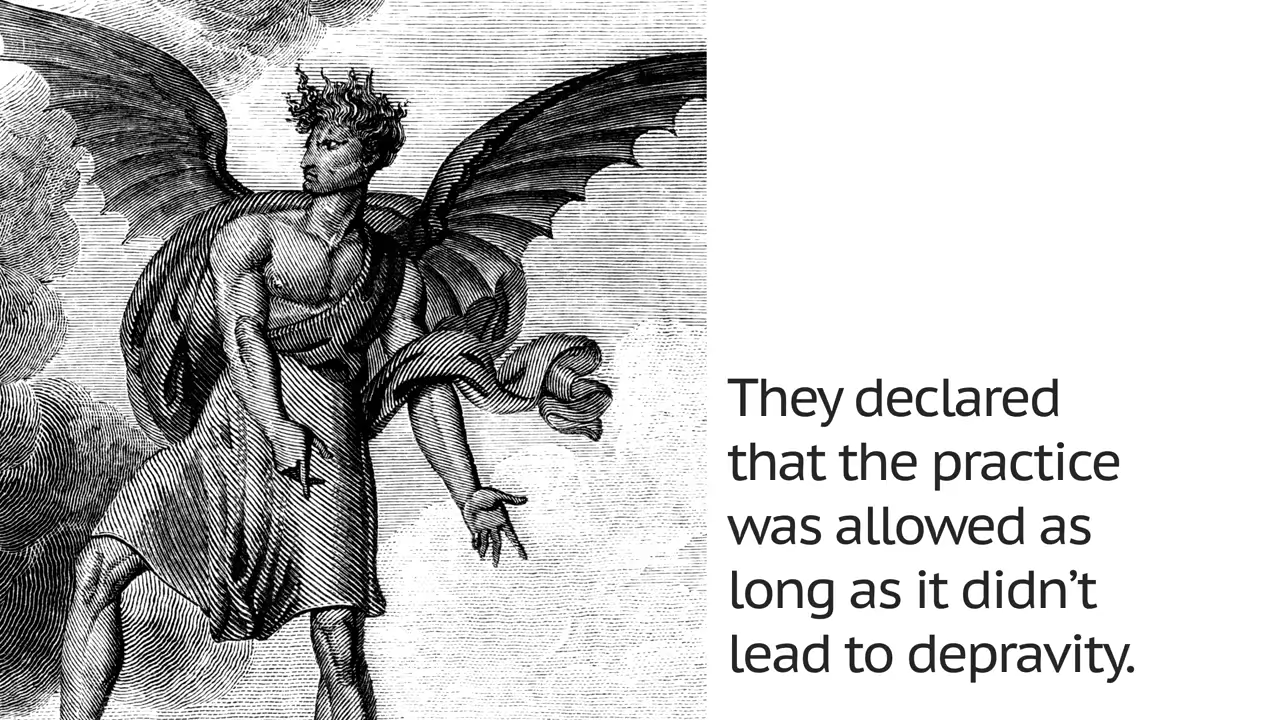 They declared
that the practice
was allowed as
long as it didn’t
lead to depravity.